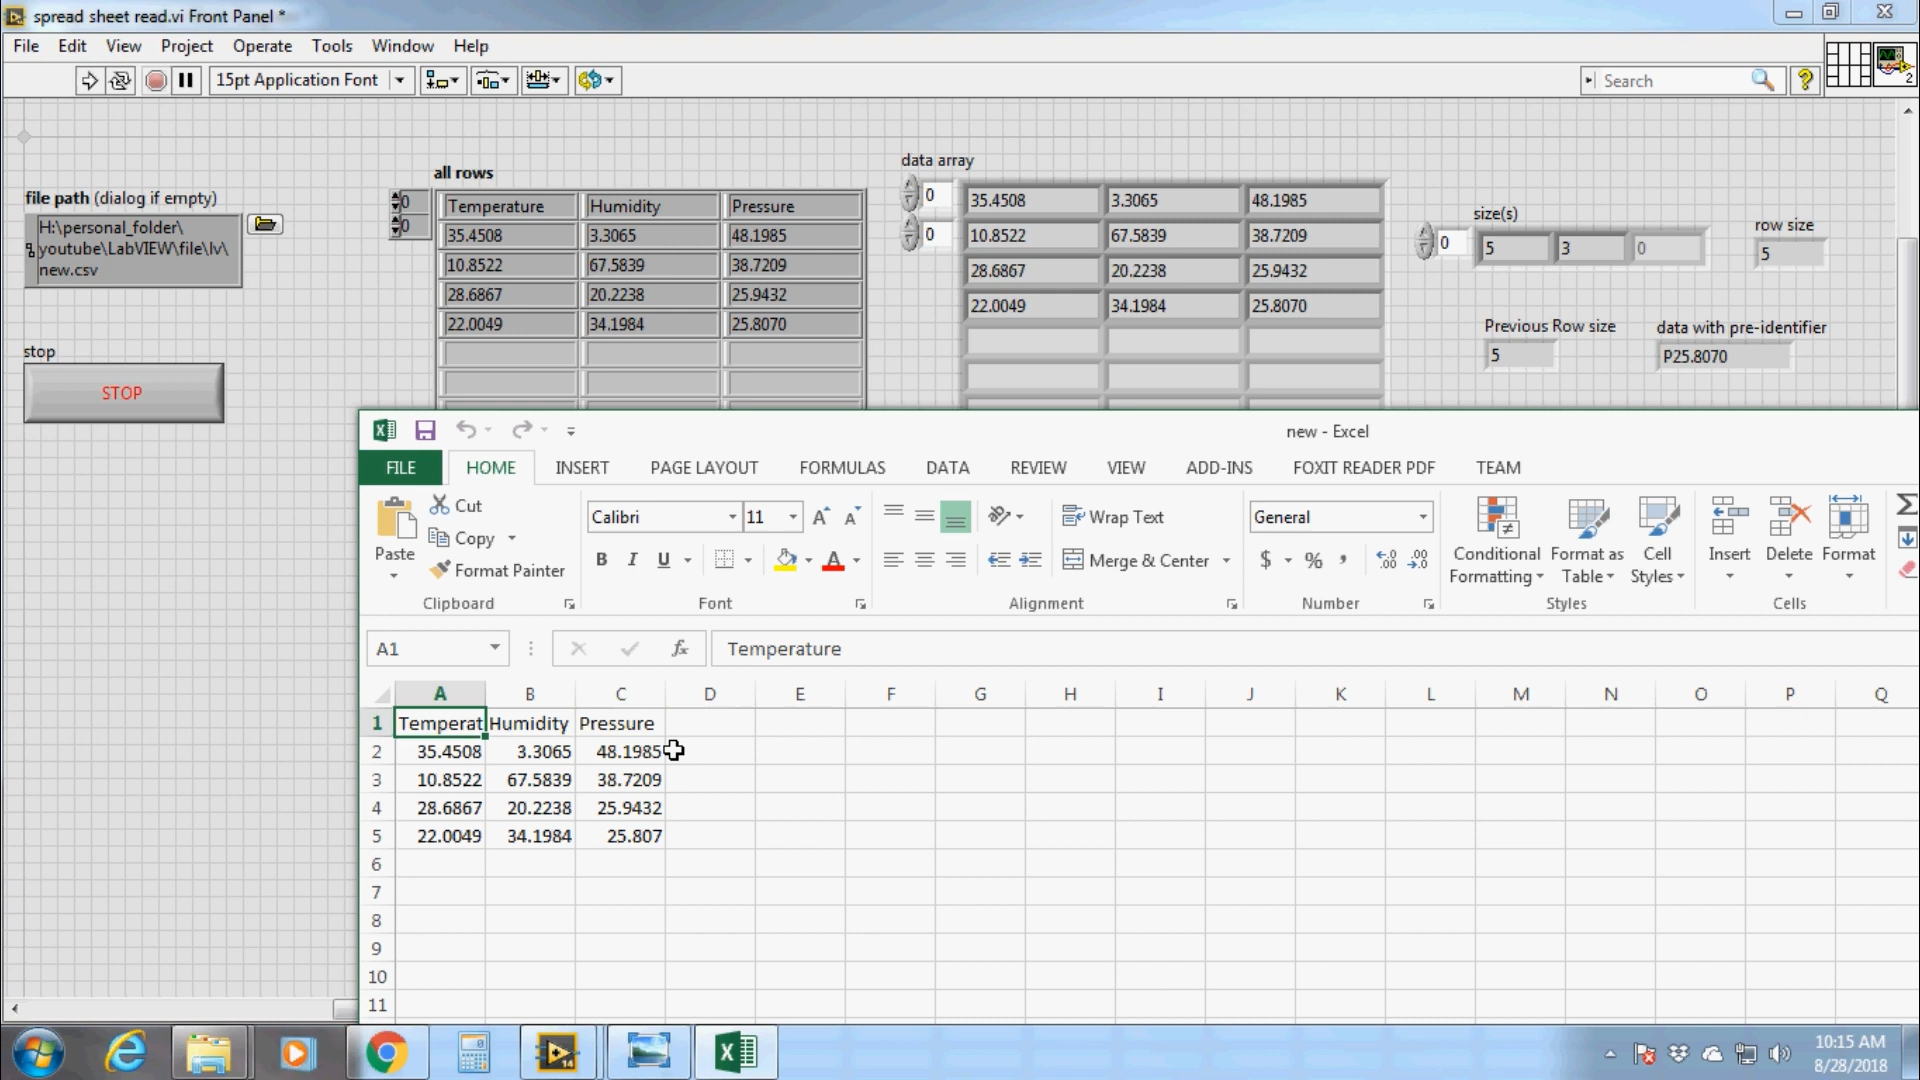 spread sheet read.vi Front Panel *
File Edit View Project Operate Tools Window Help
15pt Application Font
Search
2
file path (dialog if empty)
H:\personal_folder\
youtube\LabVIEW\file\lv\
new.csv
stop
STOP
all rows
0
0
Temperature Humidity Pressure
35.4508 3.3065 48.1985
10.8522 67.5839 38.7209
28.6867 20.2238 25.9432
22.0049 34.1984 25.8070
data array
0
0
35.4508 3.3065 48.1985
10.8522 67.5839 38.7209
28.6867 20.2238 25.9432
22.0049 34.1984 25.8070
size(s)
0 5 3 0
row size
5
Previous Row size
5
data with pre-identifier
P25.8070
new - Excel
FILE HOME INSERT PAGE LAYOUT FORMULAS DATA REVIEW VIEW ADD-INS FOXIT READER PDF TEAM
Paste
Cut
Copy
Format Painter
Clipboard
Calibri 11
B I U
Font
Wrap Text
Merge & Center
Alignment
General
$ % ,
Number
Conditional
Formatting
Format as
Table
Cell
Styles
Styles
Insert Delete Format
Cells
A1 fx Temperature
A B C D E F G H I J K L M N O P Q
1 Temperat Humidity Pressure
2 35.4508 3.3065 48.1985
3 10.8522 67.5839 38.7209
4 28.6867 20.2238 25.9432
5 22.0049 34.1984 25.807
6
7
8
9
10
11
14
10:15 AM
8/28/2018